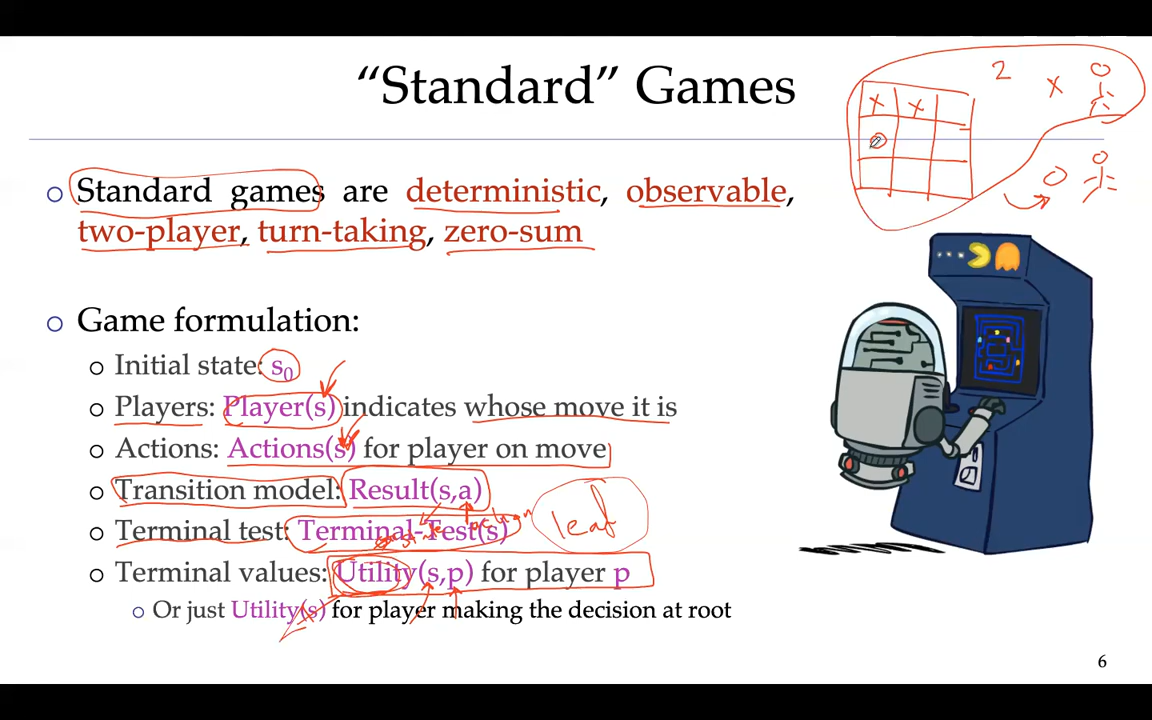 “Standard” Games
2 x O
x x
O
O
○ Standard games are deterministic, observable,
two-player, turn-taking, zero-sum
○ Game formulation:
○ Initial state: s0
○ Players: Player(s) indicates whose move it is
○ Actions: Actions(s) for player on move
○ Transition model: Result(s,a)
○ Terminal test: Terminal-Test(s)
leaf
○ Terminal values: Utility(s,p) for player p
○ Or just Utility(s) for player making the decision at root
6